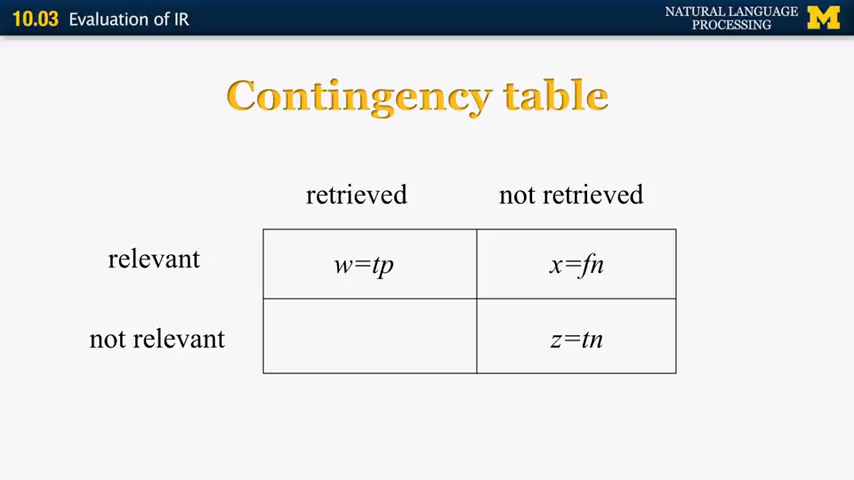 10.03 Evaluation of IR
NATURAL LANGUAGE
PROCESSING
M
Contingency table
retrieved not retrieved
relevant w=tp x=fn
not relevant z=tn